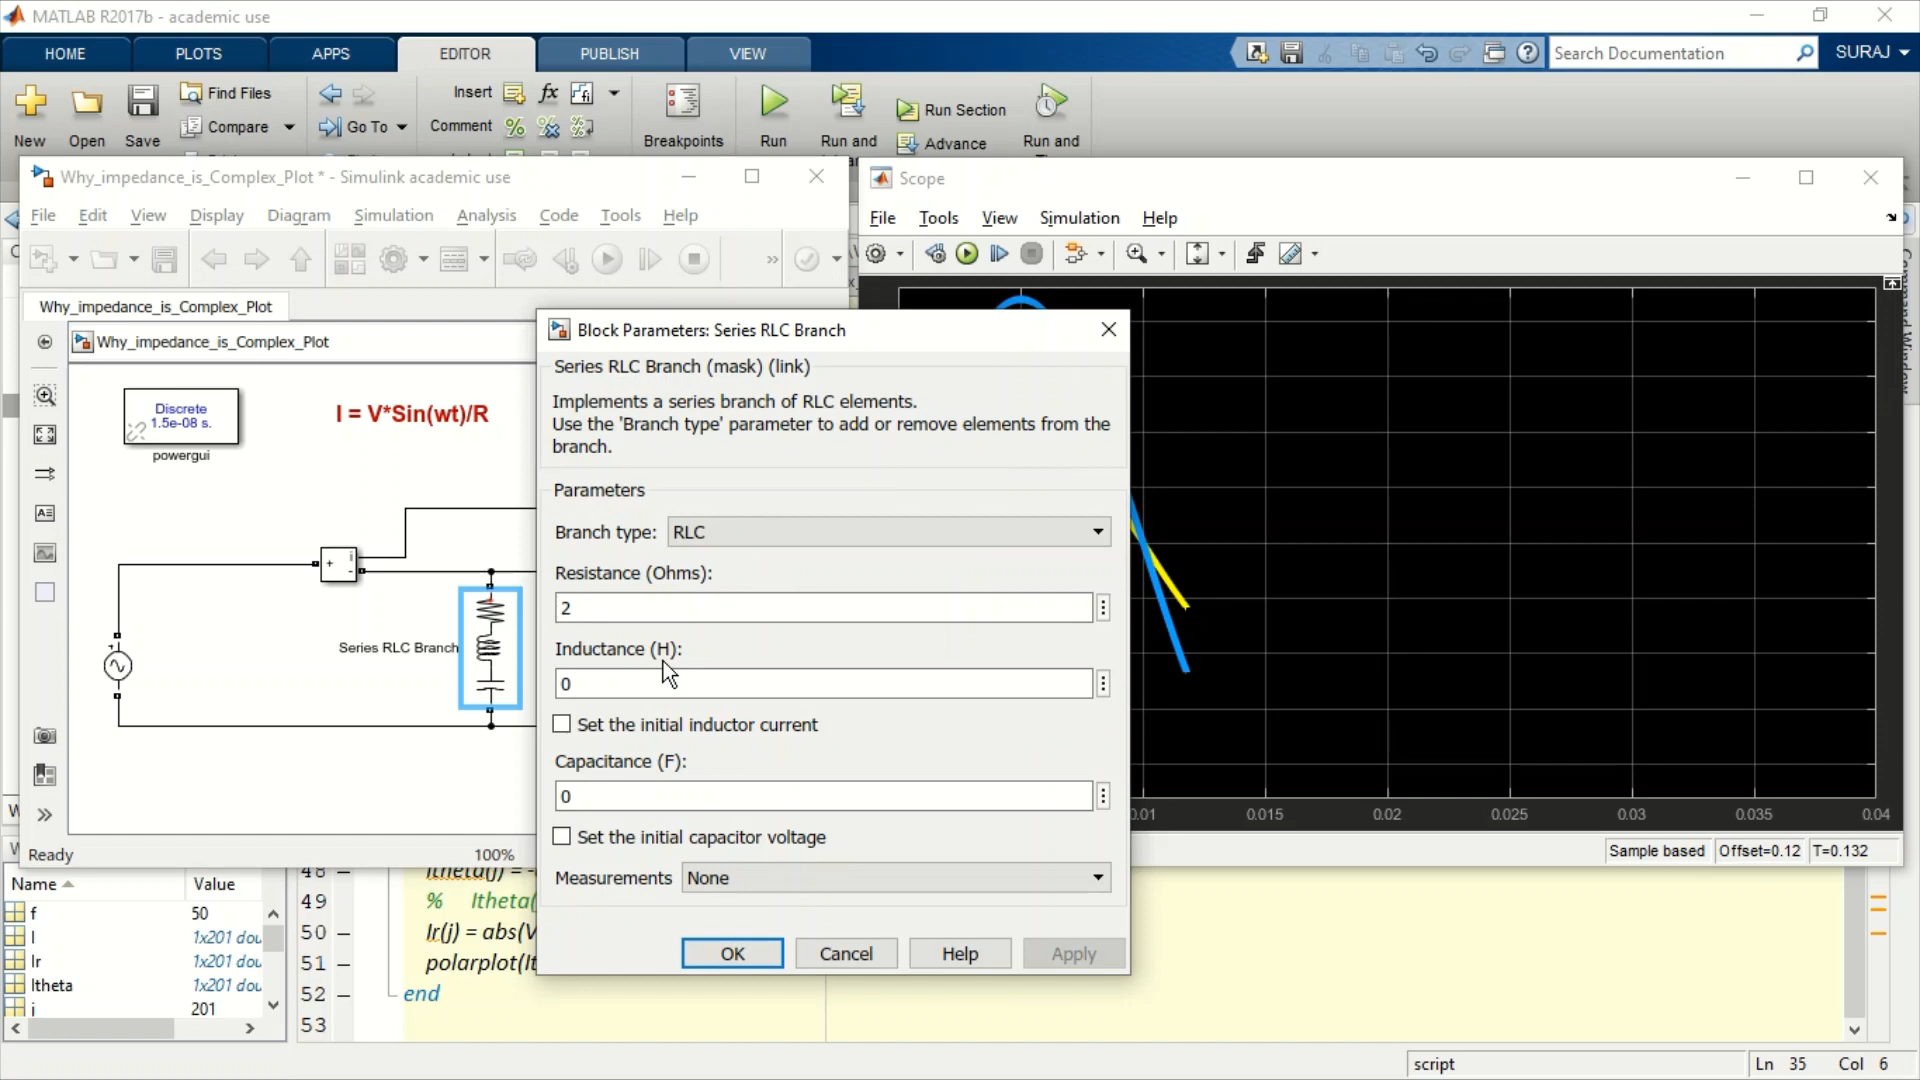 MATLAB R2017b - academic use
HOME PLOTS APPS EDITOR PUBLISH VIEW
Search Documentation
SURAJ
New Open Save
Find Files
Compare
Go To
Insert
Comment
Breakpoints
Run
Run and
Run Section
Advance
Run and
Why_impedance_is_Complex_Plot * - Simulink academic use
File Edit View Display Diagram Simulation Analysis Code Tools Help
Why_impedance_is_Complex_Plot
Why_impedance_is_Complex_Plot
Discrete
1.5e-08 s.
powergui
I = V*Sin(wt)/R
Series RLC Branch
Ready 100%
Scope
File Tools View Simulation Help
0.01 0.015 0.02 0.025 0.03 0.035 0.04
Sample based Offset=0.12 T=0.132
Command Window
Block Parameters: Series RLC Branch
Series RLC Branch (mask) (link)
Implements a series branch of RLC elements.
Use the 'Branch type' parameter to add or remove elements from the
branch.
Parameters
Branch type: RLC
Resistance (Ohms):
2
Inductance (H):
0
Set the initial inductor current
Capacitance (F):
0
Set the initial capacitor voltage
Measurements None
OK Cancel Help Apply
Name Value
f 50
I 1x201 dou
Ir 1x201 dou
Itheta 1x201 dou
j 201
48 Itheta(j) = -
49 % Itheta(
50 Ir(j) = abs(V
51 polarplot(It
52 end
53
script Ln 35 Col 6